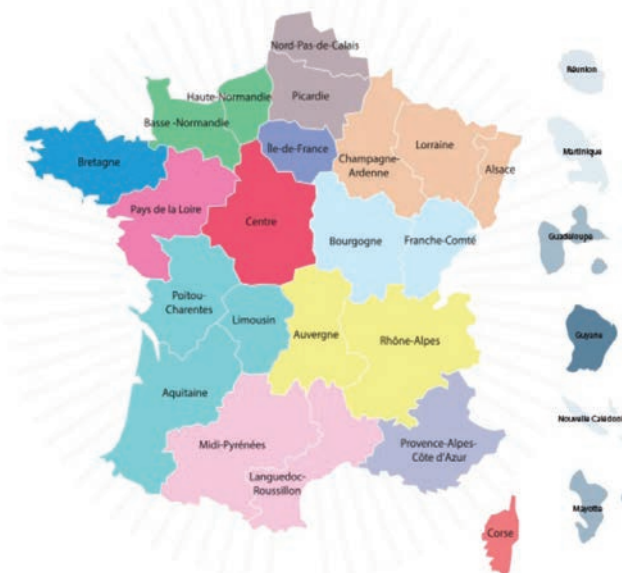 Nord-Pas-de-Calais
Picardie
Haute-Normandie
Basse -Normandie
Île-de-France
Champagne-
Ardenne
Lorraine
Alsace
Bretagne
Pays de la Loire
Centre
Bourgogne
Franche-Comté
Poitou-
Charentes
Limousin
Auvergne
Rhône-Alpes
Aquitaine
Midi-Pyrénées
Languedoc-
Roussillon
Provence-Alpes-
Côte d'Azur
Corse
Réunion
Martinique
Guadeloupe
Guyane
Nouvelle Calédoni
Mayotte